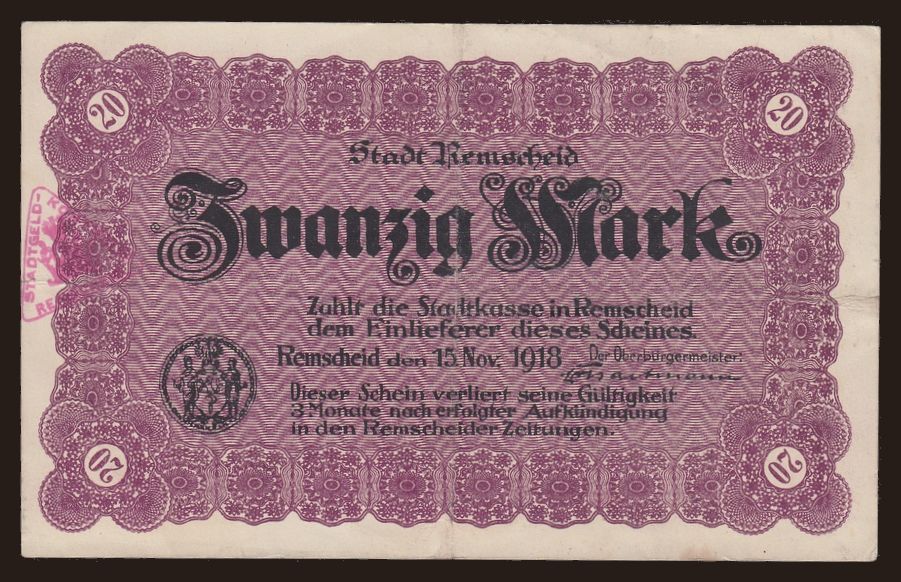 20
20
Stadt Remscheid
Zwanzig Mark
Zahlt die Stadtkasse in Remscheid
dem Einlieferer dieses Scheines.
Remscheid den 15. Nov. 1918
Der Oberbürgermeister:
Dieser Schein verliert seine Gültigkeit
3 Monate nach erfolgter Aufkündigung
in den Remscheider Zeitungen.
STADTGELD-
20
20